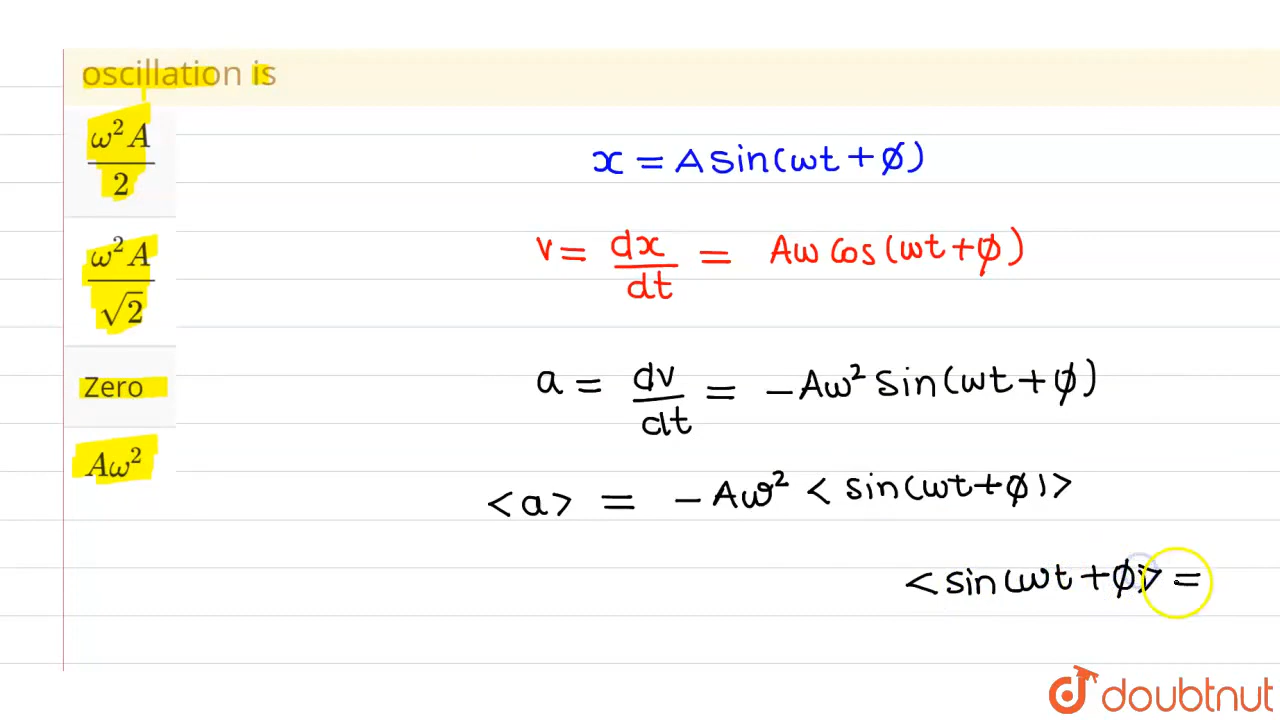 oscillation is
ω²A/2
ω²A/√2
Zero
Aω²
x = A sin(ωt + φ)
v = dx/dt = Aω cos(ωt + φ)
a = dv/dt = -Aω² sin(ωt + φ)
<a> = -Aω² <sin(ωt + φ)>
<sin(ωt + φ)> =
doubtnut